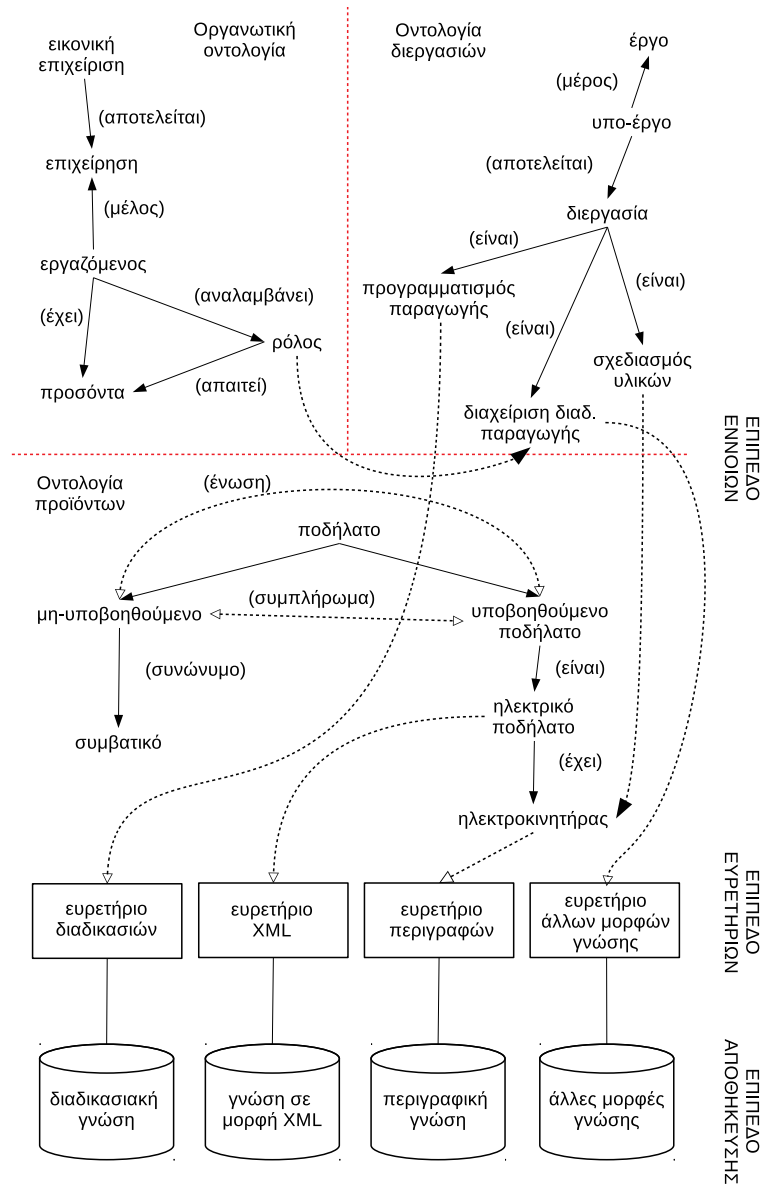 Οργανωτική
οντολογία
εικονική
επιχείριση
(αποτελείται)
επιχείρηση
(μέλος)
εργαζόμενος
(αναλαμβάνει)
(έχει)
ρόλος
(απαιτεί)
προσόντα
Οντολογία
διεργασιών
έργο
(μέρος)
υπο-έργο
(αποτελείται)
διεργασία
(είναι)
προγραμματισμός
παραγωγής
(είναι)
(είναι)
σχεδιασμός
υλικών
διαχείριση διαδ.
παραγωγής
ΕΠΙΠΕΔΟ
ΕΝΝΟΙΩΝ
Οντολογία
προϊόντων
(ένωση)
ποδήλατο
μη-υποβοηθούμενο
(συμπλήρωμα)
υποβοηθούμενο
ποδήλατο
(συνώνυμο)
(είναι)
συμβατικό
ηλεκτρικό
ποδήλατο
(έχει)
ηλεκτροκινητήρας
ευρετήριο
διαδικασιών
ευρετήριο
XML
ευρετήριο
περιγραφών
ευρετήριο
άλλων μορφών
γνώσης
ΕΠΙΠΕΔΟ
ΕΥΡΕΤΗΡΙΩΝ
διαδικασιακή
γνώση
γνώση σε
μορφή XML
περιγραφική
γνώση
άλλες μορφές
γνώσης
ΕΠΙΠΕΔΟ
ΑΠΟΘΗΚΕΥΣΗΣ